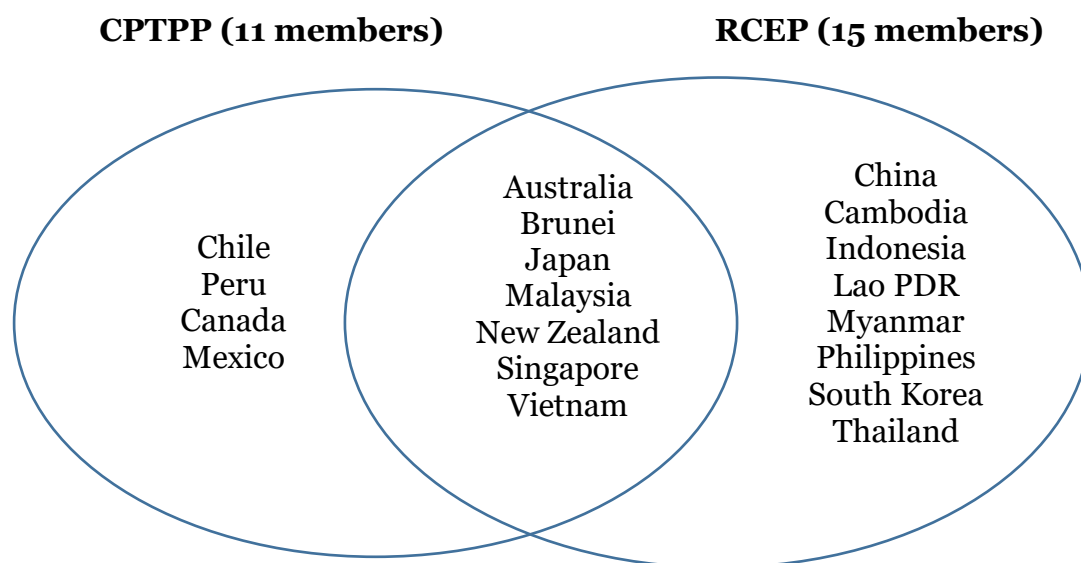 CPTPP (11 members)
RCEP (15 members)
Chile
Peru
Canada
Mexico
Australia
Brunei
Japan
Malaysia
New Zealand
Singapore
Vietnam
China
Cambodia
Indonesia
Lao PDR
Myanmar
Philippines
South Korea
Thailand